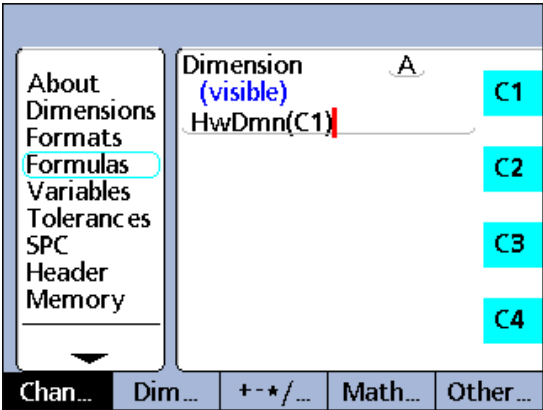 About
Dimensions
Formats
Formulas
Variables
Tolerances
SPC
Header
Memory
Dimension A
(visible)
HwDmn(C1)
C1
C2
C3
C4
Chan... Dim... +-*/... Math... Other...